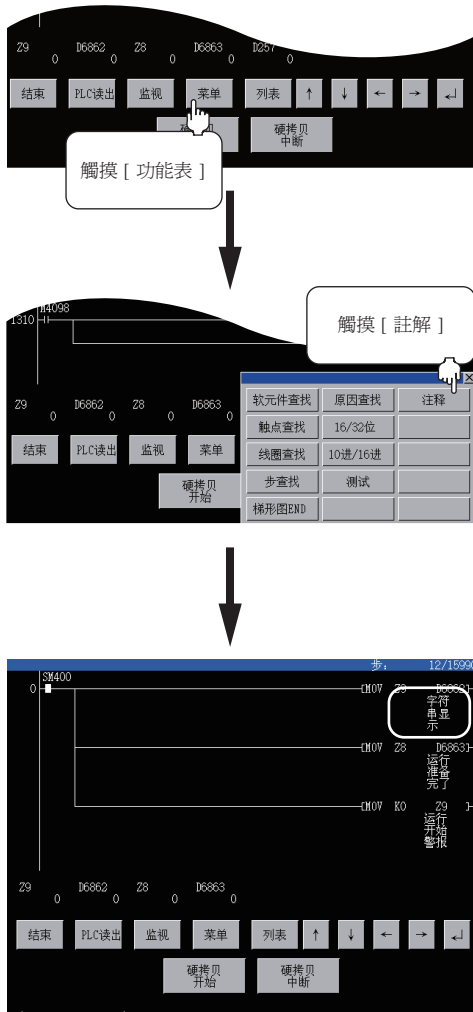 Z9 D6862 Z8 D6863 D257
0 0 0 0 0
结束 PLC读出 监视 菜单 列表 ↑ ↓ ← → ↵
硬拷贝 硬拷贝
中断
觸摸 [ 功能表 ]
M4098
1310
觸摸 [ 註解 ]
Z9 D6862 Z8 D6863
0 0 0 0
结束 PLC读出 监视 菜单
硬拷贝
开始
软元件查找 原因查找 注释
触点查找 16/32位
线圈查找 10进/16进
步查找 测试
梯形图END
步: 12/15990
SM400
0 MOV Z9 D6862
字符
串显
示
MOV Z8 D6863
运行
准备
完了
MOV K0 Z9
运行
开始
警报
Z9 D6862 Z8 D6863
0 0 0 0
结束 PLC读出 监视 菜单 列表 ↑ ↓ ← → ↵
硬拷贝 硬拷贝
开始 中断